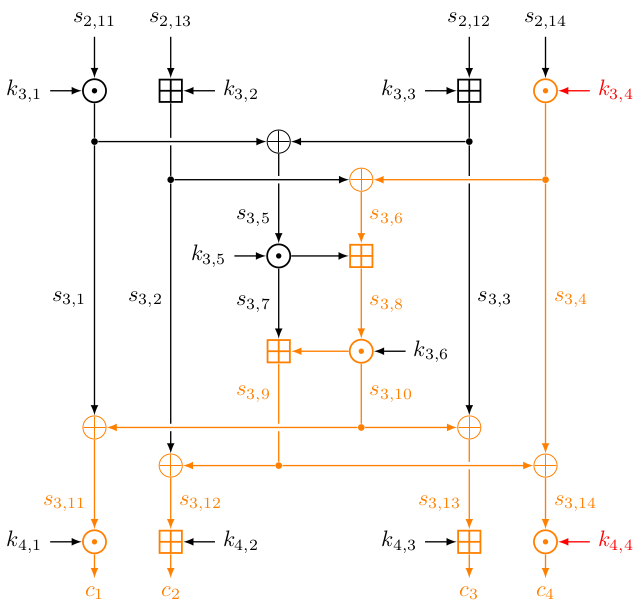 s_{2,11} s_{2,13} s_{2,12} s_{2,14}
k_{3,1} k_{3,2} k_{3,3} k_{3,4}
s_{3,5} s_{3,6}
k_{3,5}
s_{3,1} s_{3,2} s_{3,7} s_{3,8} s_{3,3} s_{3,4}
k_{3,6}
s_{3,9} s_{3,10}
s_{3,11} s_{3,12} s_{3,13} s_{3,14}
k_{4,1} k_{4,2} k_{4,3} k_{4,4}
c_1 c_2 c_3 c_4